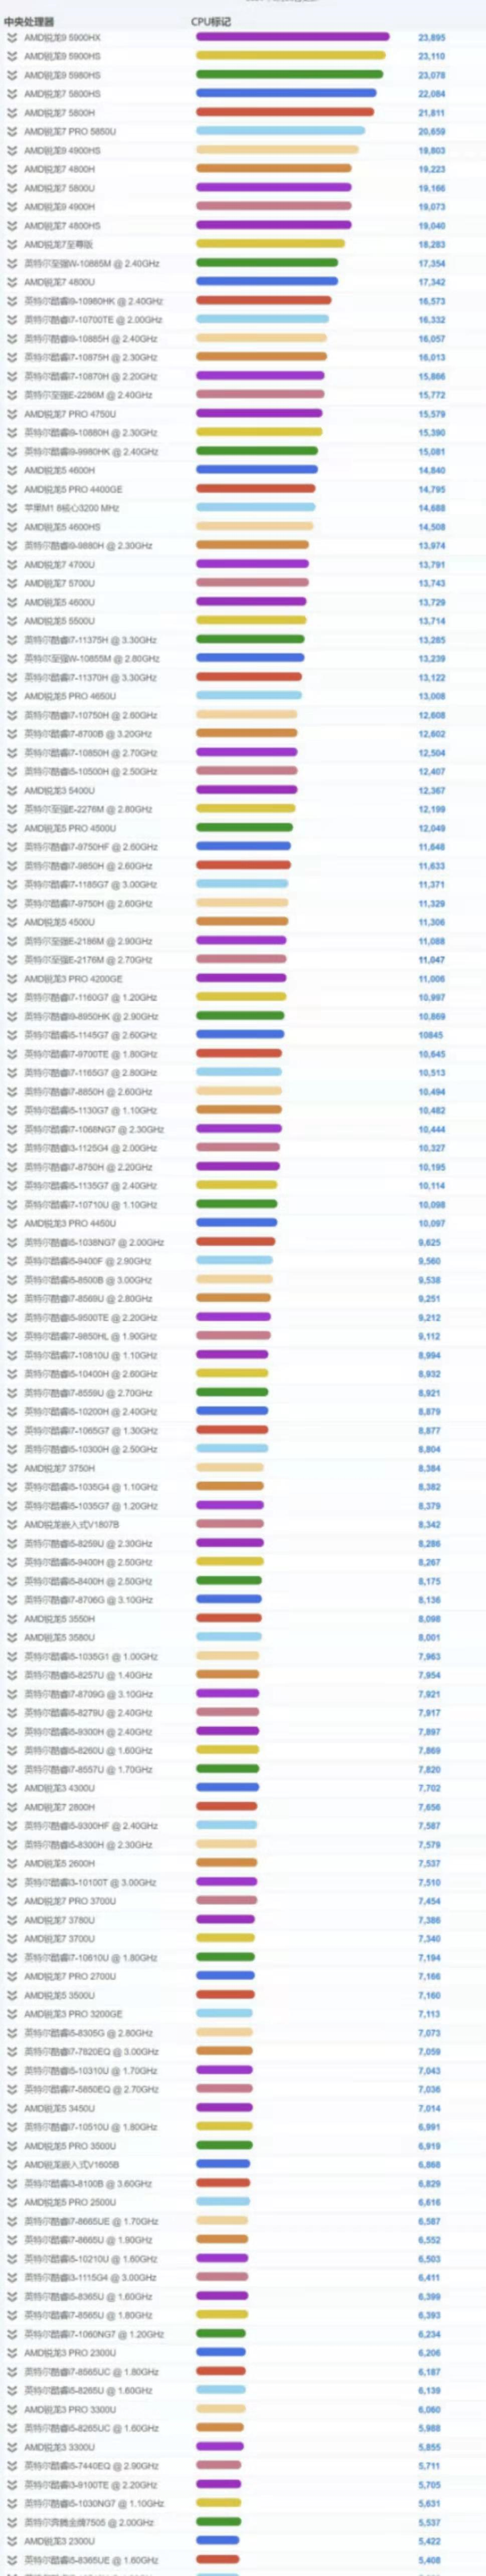 中央处理器 CPU标记
AMD锐龙9 5900HX 23,895
AMD锐龙9 5900HS 23,110
AMD锐龙9 5980HS 23,078
AMD锐龙7 5800HS 22,084
AMD锐龙7 5800H 21,811
AMD锐龙7 PRO 5850U 20,659
AMD锐龙9 4900HS 19,803
AMD锐龙7 4800H 19,223
AMD锐龙7 5800U 19,166
AMD锐龙9 4900H 19,073
AMD锐龙7 4800HS 19,040
AMD锐龙7至尊版 18,283
英特尔至强W-10885M @ 2.40GHz 17,354
AMD锐龙7 4800U 17,342
英特尔酷睿i9-10980HK @ 2.40GHz 16,573
英特尔酷睿i7-10700TE @ 2.00GHz 16,332
英特尔酷睿i9-10885H @ 2.40GHz 16,057
英特尔酷睿i7-10875H @ 2.30GHz 16,013
英特尔酷睿i7-10870H @ 2.20GHz 15,866
英特尔至强E-2286M @ 2.40GHz 15,772
AMD锐龙7 PRO 4750U 15,579
英特尔酷睿i9-10880H @ 2.30GHz 15,390
英特尔酷睿i9-9980HK @ 2.40GHz 15,081
AMD锐龙5 4600H 14,840
AMD锐龙5 PRO 4400GE 14,795
苹果M1 8核心3200 MHz 14,688
AMD锐龙5 4600HS 14,508
英特尔酷睿i9-9880H @ 2.30GHz 13,974
AMD锐龙7 4700U 13,791
AMD锐龙7 5700U 13,743
AMD锐龙5 4600U 13,729
AMD锐龙5 5500U 13,714
英特尔酷睿i7-11375H @ 3.30GHz 13,285
英特尔至强W-10855M @ 2.80GHz 13,239
英特尔酷睿i7-11370H @ 3.30GHz 13,122
AMD锐龙5 PRO 4650U 13,008
英特尔酷睿i7-10750H @ 2.60GHz 12,608
英特尔酷睿i7-8700B @ 3.20GHz 12,602
英特尔酷睿i7-10850H @ 2.70GHz 12,504
英特尔酷睿i5-10500H @ 2.50GHz 12,407
AMD锐龙3 5400U 12,367
英特尔至强E-2276M @ 2.80GHz 12,199
AMD锐龙5 PRO 4500U 12,049
英特尔酷睿i7-9750HF @ 2.60GHz 11,648
英特尔酷睿i7-9850H @ 2.60GHz 11,633
英特尔酷睿i7-1185G7 @ 3.00GHz 11,371
英特尔酷睿i7-9750H @ 2.60GHz 11,329
AMD锐龙5 4500U 11,306
英特尔至强E-2186M @ 2.90GHz 11,088
英特尔至强E-2176M @ 2.70GHz 11,047
AMD锐龙3 PRO 4200GE 11,006
英特尔酷睿i7-1160G7 @ 1.20GHz 10,997
英特尔酷睿i9-8950HK @ 2.90GHz 10,869
英特尔酷睿i5-1145G7 @ 2.60GHz 10845
英特尔酷睿i7-9700TE @ 1.80GHz 10,645
英特尔酷睿i7-1165G7 @ 2.80GHz 10,513
英特尔酷睿i7-8850H @ 2.60GHz 10,494
英特尔酷睿i5-1130G7 @ 1.10GHz 10,482
英特尔酷睿i7-1068NG7 @ 2.30GHz 10,444
英特尔酷睿i3-1125G4 @ 2.00GHz 10,327
英特尔酷睿i7-8750H @ 2.20GHz 10,195
英特尔酷睿i5-1135G7 @ 2.40GHz 10,114
英特尔酷睿i7-10710U @ 1.10GHz 10,098
AMD锐龙3 PRO 4450U 10,097
英特尔酷睿i5-1038NG7 @ 2.00GHz 9,625
英特尔酷睿i5-9400F @ 2.90GHz 9,560
英特尔酷睿i5-8500B @ 3.00GHz 9,538
英特尔酷睿i7-8569U @ 2.80GHz 9,251
英特尔酷睿i5-9500TE @ 2.20GHz 9,212
英特尔酷睿i7-9850HL @ 1.90GHz 9,112
英特尔酷睿i7-10810U @ 1.10GHz 8,994
英特尔酷睿i5-10400H @ 2.60GHz 8,932
英特尔酷睿i7-8559U @ 2.70GHz 8,921
英特尔酷睿i5-10200H @ 2.40GHz 8,879
英特尔酷睿i7-1065G7 @ 1.30GHz 8,877
英特尔酷睿i5-10300H @ 2.50GHz 8,804
AMD锐龙7 3750H 8,384
英特尔酷睿i5-1035G4 @ 1.10GHz 8,382
英特尔酷睿i5-1035G7 @ 1.20GHz 8,379
AMD锐龙嵌入式V1807B 8,342
英特尔酷睿i5-8259U @ 2.30GHz 8,286
英特尔酷睿i5-9400H @ 2.50GHz 8,267
英特尔酷睿i5-8400H @ 2.50GHz 8,175
英特尔酷睿i7-8706G @ 3.10GHz 8,136
AMD锐龙5 3550H 8,098
AMD锐龙5 3580U 8,001
英特尔酷睿i5-1035G1 @ 1.00GHz 7,963
英特尔酷睿i5-8257U @ 1.40GHz 7,954
英特尔酷睿i7-8709G @ 3.10GHz 7,921
英特尔酷睿i5-8279U @ 2.40GHz 7,917
英特尔酷睿i5-9300H @ 2.40GHz 7,897
英特尔酷睿i5-8260U @ 1.60GHz 7,869
英特尔酷睿i7-8557U @ 1.70GHz 7,820
AMD锐龙3 4300U 7,702
AMD锐龙7 2800H 7,656
英特尔酷睿i5-9300HF @ 2.40GHz 7,587
英特尔酷睿i5-8300H @ 2.30GHz 7,579
AMD锐龙5 2600H 7,537
英特尔酷睿i3-10100T @ 3.00GHz 7,510
AMD锐龙7 PRO 3700U 7,454
AMD锐龙7 3780U 7,386
AMD锐龙7 3700U 7,340
英特尔酷睿i7-10610U @ 1.80GHz 7,194
AMD锐龙7 PRO 2700U 7,166
AMD锐龙5 3500U 7,160
AMD锐龙3 PRO 3200GE 7,113
英特尔酷睿i5-8305G @ 2.80GHz 7,073
英特尔酷睿i7-7820EQ @ 3.00GHz 7,059
英特尔酷睿i5-10310U @ 1.70GHz 7,043
英特尔酷睿i7-5850EQ @ 2.70GHz 7,036
AMD锐龙5 3450U 7,014
英特尔酷睿i7-10510U @ 1.80GHz 6,991
AMD锐龙5 PRO 3500U 6,919
AMD锐龙嵌入式V1605B 6,868
英特尔酷睿i3-8100B @ 3.60GHz 6,829
AMD锐龙5 PRO 2500U 6,616
英特尔酷睿i7-8665UE @ 1.70GHz 6,587
英特尔酷睿i7-8665U @ 1.90GHz 6,552
英特尔酷睿i5-10210U @ 1.60GHz 6,503
英特尔酷睿i3-1115G4 @ 3.00GHz 6,411
英特尔酷睿i5-8365U @ 1.60GHz 6,399
英特尔酷睿i7-8565U @ 1.80GHz 6,393
英特尔酷睿i7-1060NG7 @ 1.20GHz 6,234
AMD锐龙3 PRO 2300U 6,206
英特尔酷睿i7-8565UC @ 1.80GHz 6,187
英特尔酷睿i5-8265U @ 1.60GHz 6,139
AMD锐龙3 PRO 3300U 6,060
英特尔酷睿i5-8265UC @ 1.60GHz 5,988
AMD锐龙3 3300U 5,855
英特尔酷睿i5-7440EQ @ 2.90GHz 5,711
英特尔酷睿i3-9100TE @ 2.20GHz 5,705
英特尔酷睿i5-1030NG7 @ 1.10GHz 5,631
英特尔奔腾金牌7505 @ 2.00GHz 5,537
AMD锐龙3 2300U 5,422
英特尔酷睿i5-8365UE @ 1.60GHz 5,408